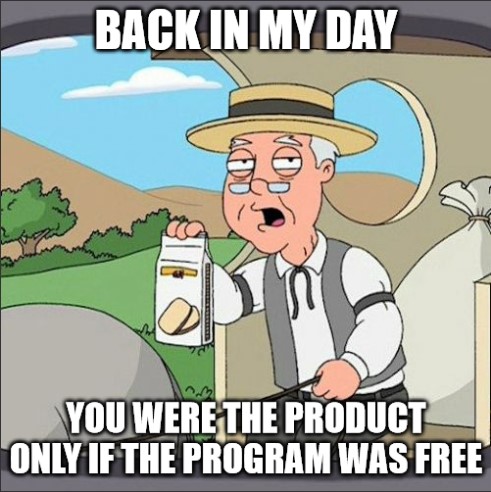 BACK IN MY DAY
YOU WERE THE PRODUCT
ONLY IF THE PROGRAM WAS FREE